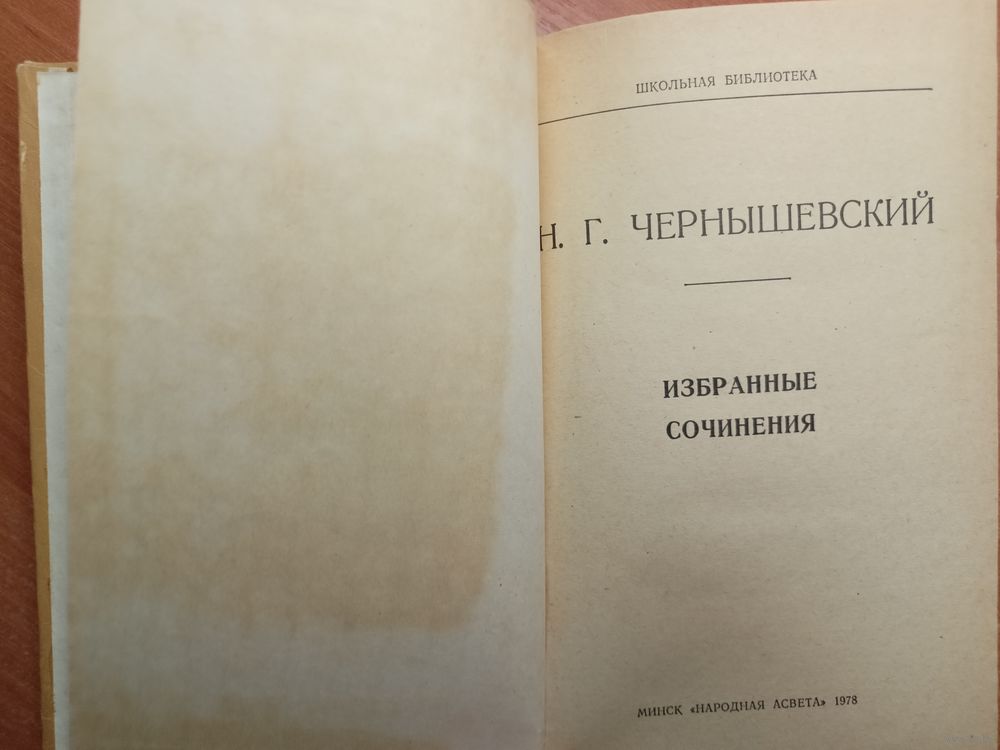 ШКОЛЬНАЯ БИБЛИОТЕКА
Н. Г. ЧЕРНЫШЕВСКИЙ
ИЗБРАННЫЕ
СОЧИНЕНИЯ
МИНСК «НАРОДНАЯ АСВЕТА» 1978